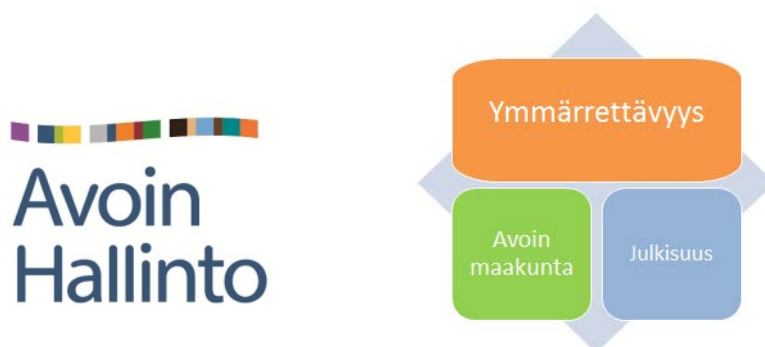 Avoin
Hallinto
Ymmärrettävyys
Avoin
maakunta
Julkisuus